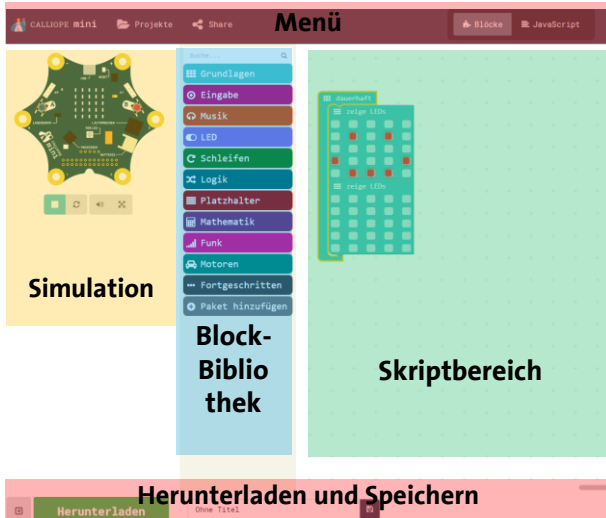 CALLIOPE mini Projekte Share Menü Blöcke JavaScript
Suche...
Grundlagen
Eingabe
Musik
LED
Schleifen
Logik
Platzhalter
Mathematik
Funk
Motoren
Fortgeschritten
Paket hinzufügen
dauerhaft
zeige LEDs
zeige LEDs
Simulation
Block-
Biblio
thek
Skriptbereich
Herunterladen und Speichern
Herunterladen
Ohne Titel